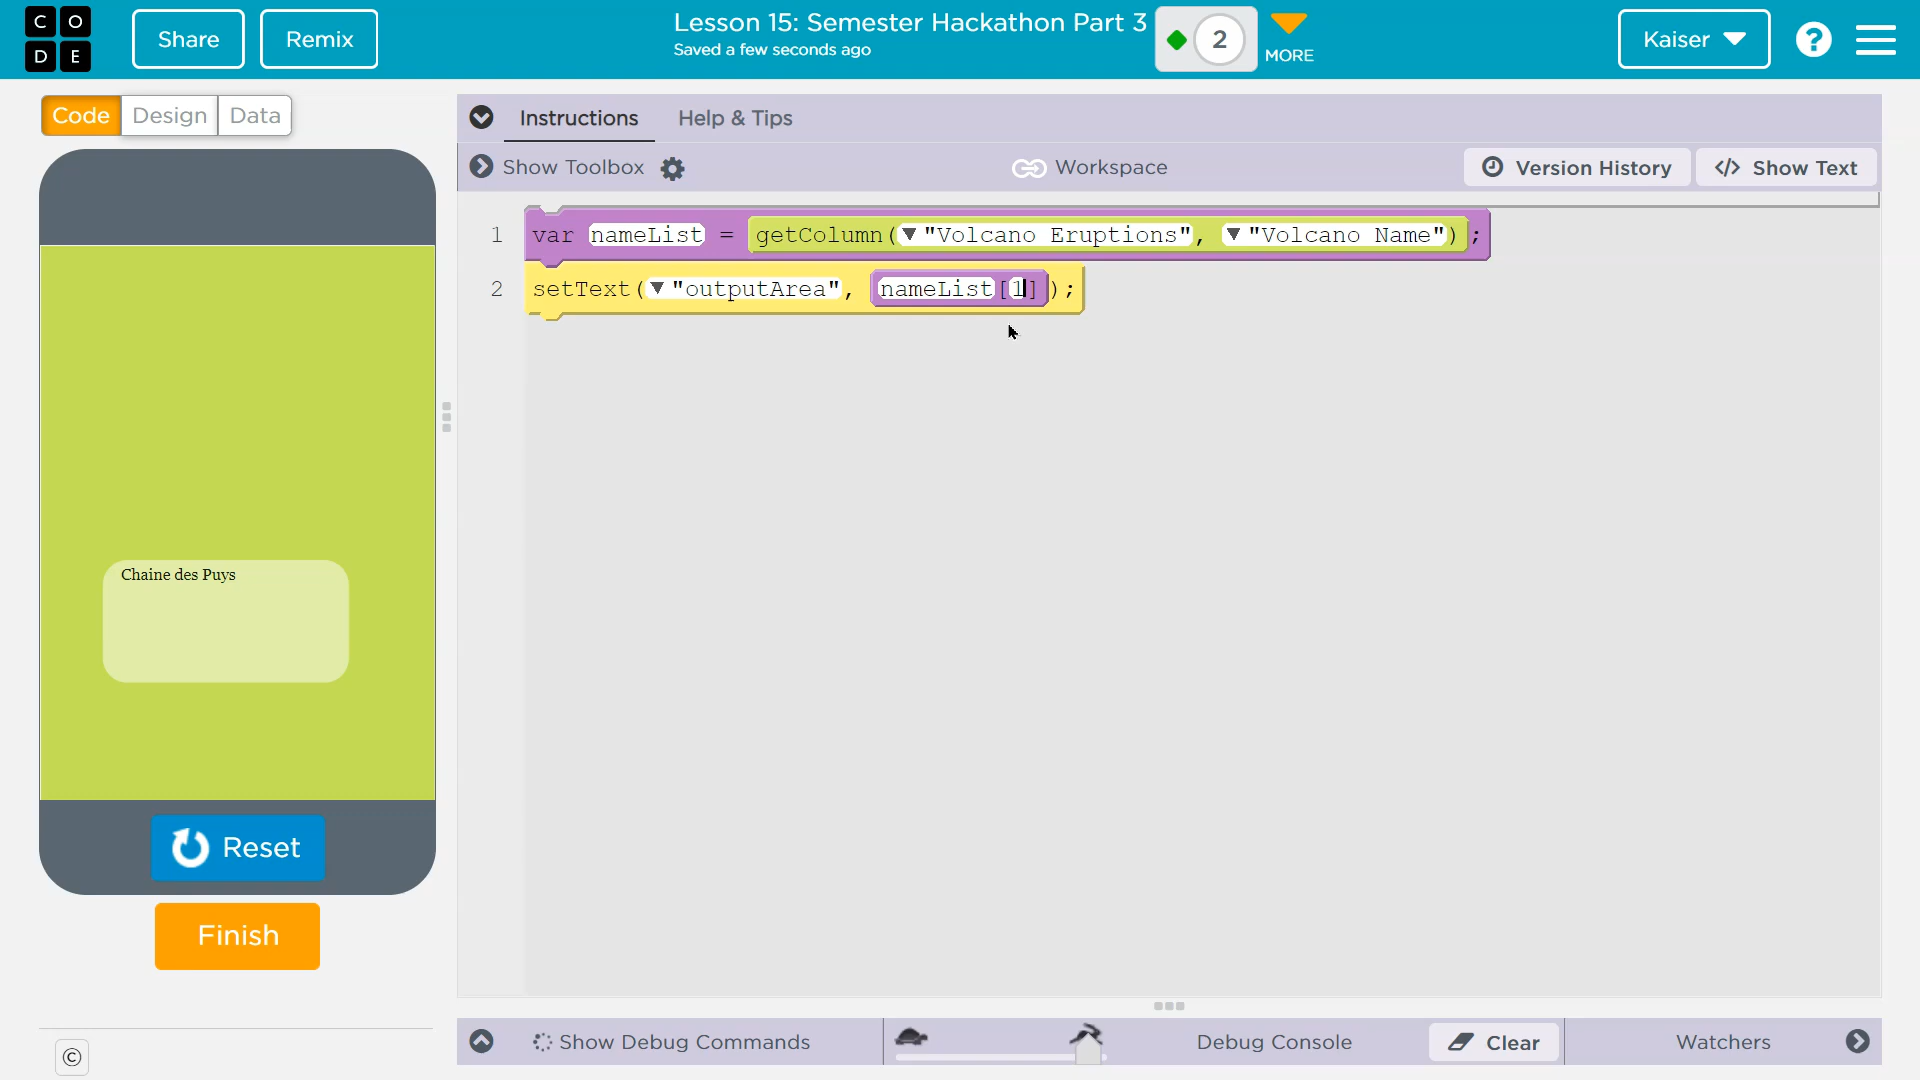 C O
D E
Share
Remix
Lesson 15: Semester Hackathon Part 3
Saved a few seconds ago
2
MORE
Kaiser
?
Code Design Data
Instructions Help & Tips
Show Toolbox
Workspace
Version History
</> Show Text
1 var nameList = getColumn(▼"Volcano Eruptions", ▼"Volcano Name");
2 setText(▼"outputArea", nameList[1]);
Chaine des Puys
Reset
Finish
©
Show Debug Commands
Debug Console
Clear
Watchers